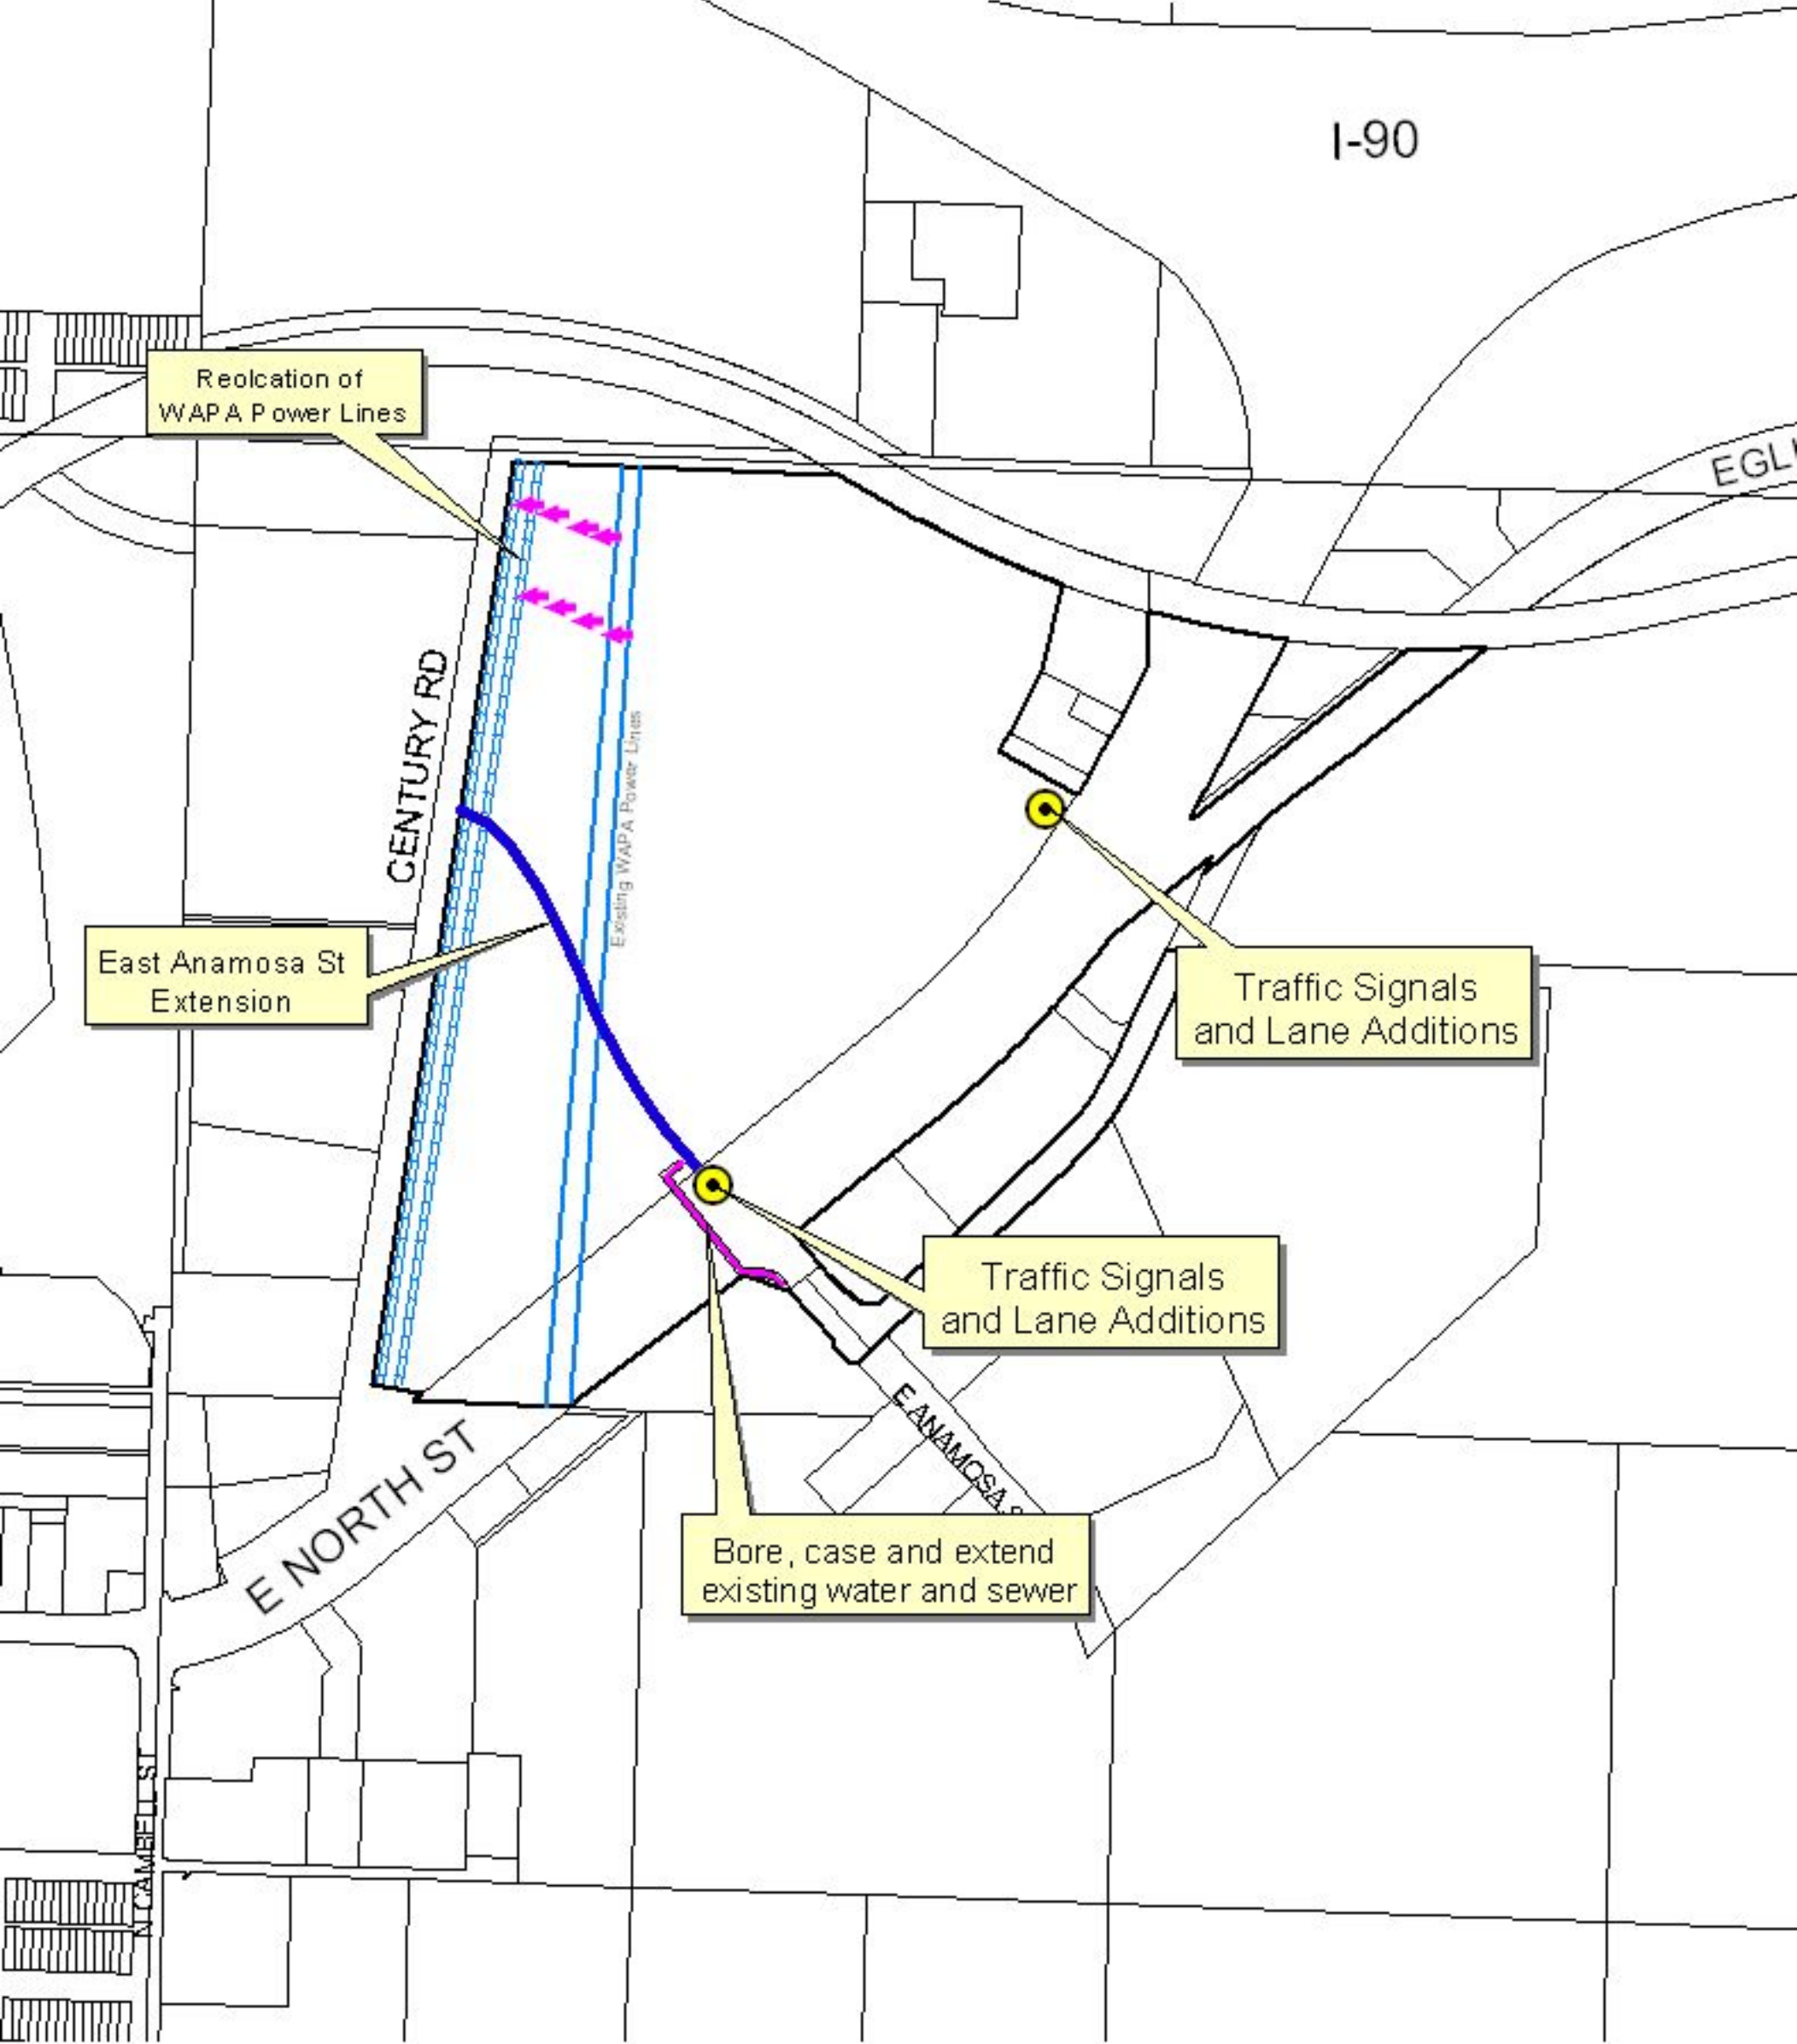 I-90
Reolcation of
WAPA Power Lines
EGLI
CENTURY RD
Existing WAPA Power Lines
East Anamosa St
Extension
Traffic Signals
and Lane Additions
Traffic Signals
and Lane Additions
E ANAMOSA S
E NORTH ST
Bore, case and extend
existing water and sewer
N CAMBELL ST